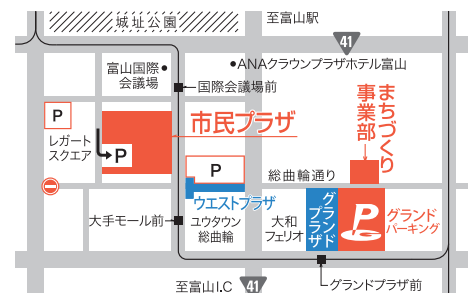 城址公園
至富山駅
41
ANAクラウンプラザホテル富山
富山国際
会議場
国際会議場前
まちづくり
事業部
P
レガート
スクエア
P
市民プラザ
P
総曲輪通り
ウエストプラザ
大手モール前
ユウタウン
総曲輪
大和
フェリオ
グランドプラザ
P
グランド
パーキング
至富山I.C
41
グランドプラザ前